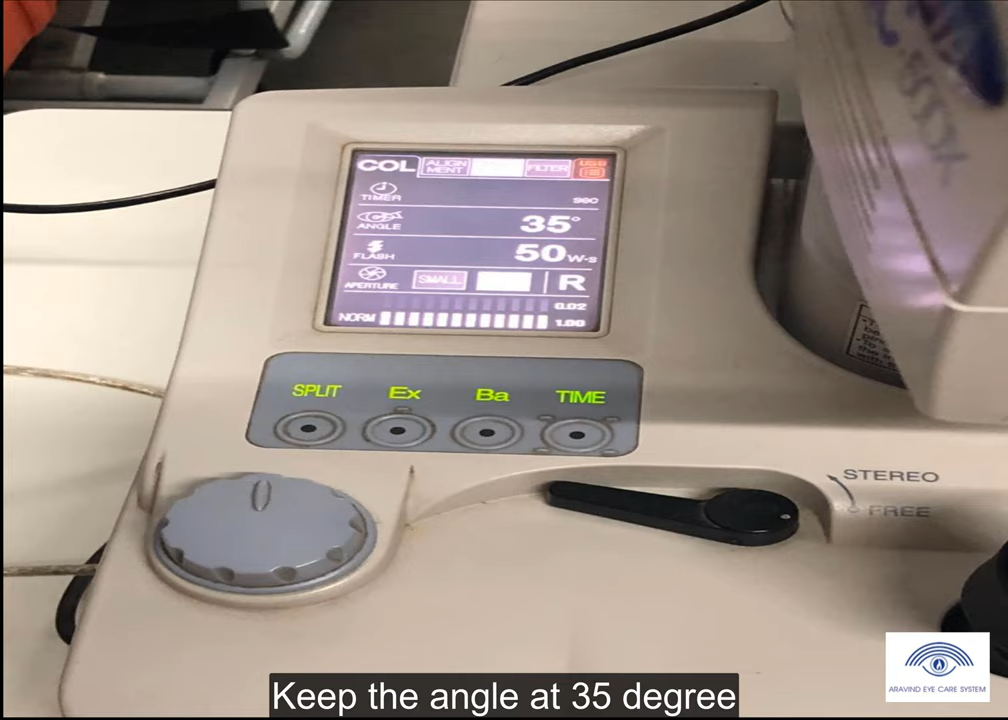 COL ALIGN MENT FILTER USB
TIMER sec
ANGLE 35°
FLASH 50 W-s
APERTURE SMALL R
0.02
NORM 1.00
SPLIT Ex Ba TIME
STEREO
FREE
Keep the angle at 35 degree
ARAVIND EYE CARE SYSTEM